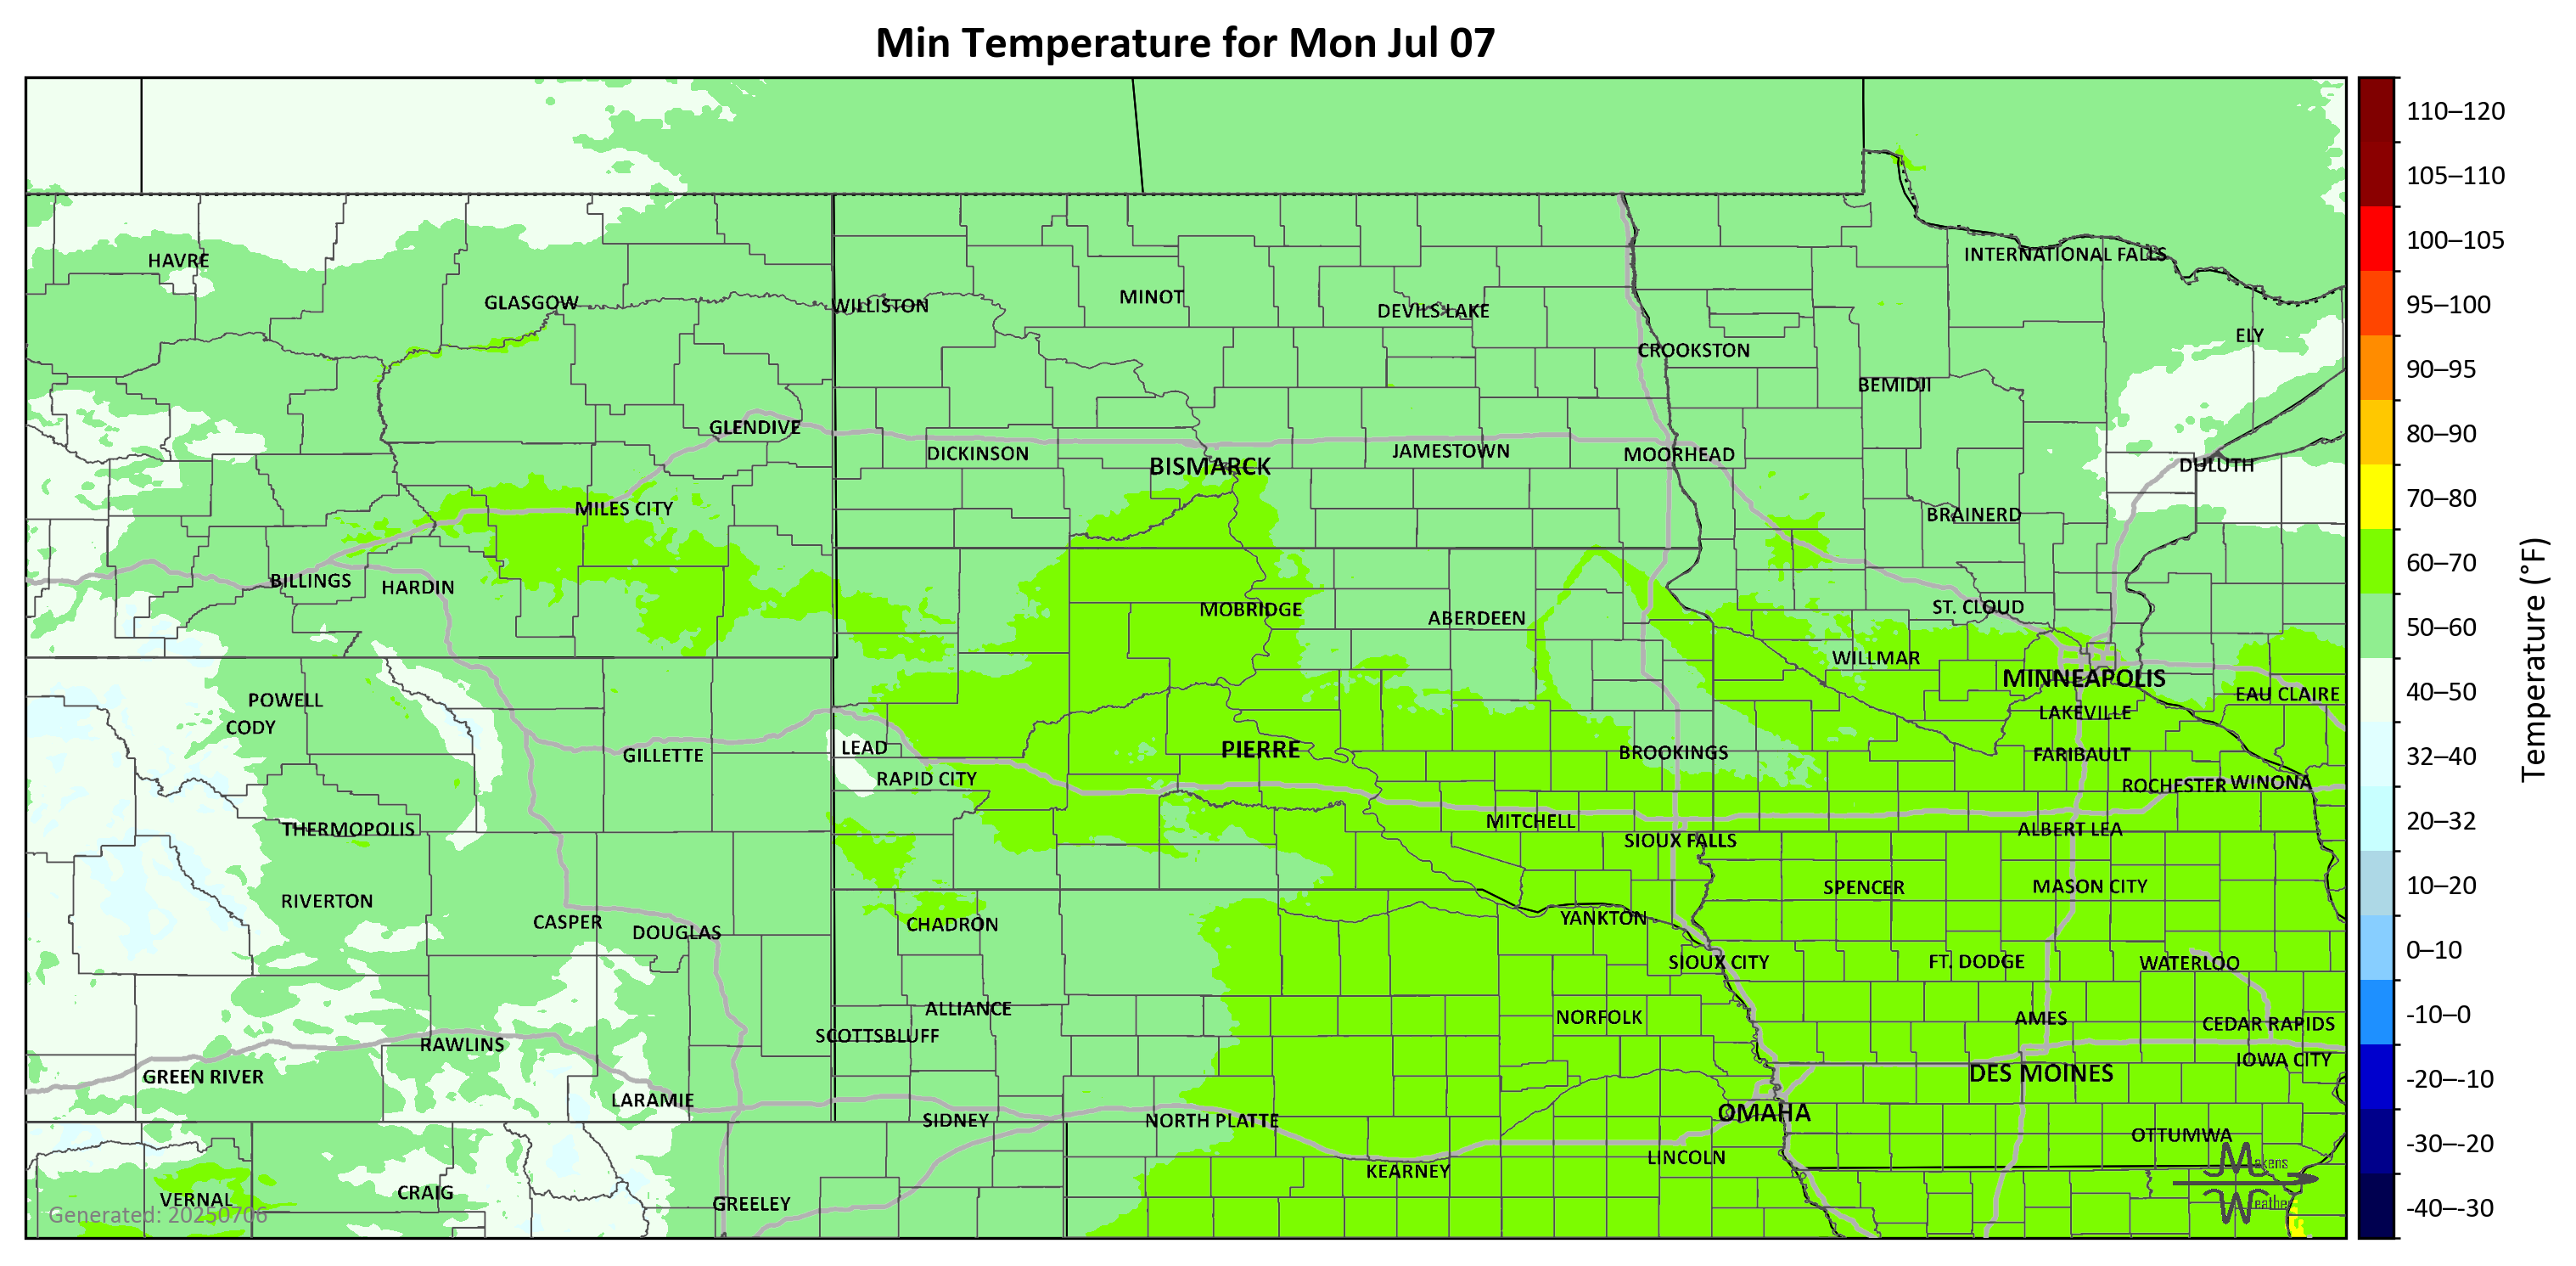 Min Temperature for Mon Jul 07
HAVRE
GLASGOW
WILLISTON
MINOT
DEVILS LAKE
INTERNATIONAL FALLS
ELY
CROOKSTON
BEMIDJI
GLENDIVE
DICKINSON
BISMARCK
JAMESTOWN
MOORHEAD
DULUTH
MILES CITY
BRAINERD
BILLINGS
HARDIN
MOBRIDGE
ABERDEEN
ST. CLOUD
WILLMAR
MINNEAPOLIS
EAU CLAIRE
POWELL
CODY
LAKEVILLE
GILLETTE
LEAD
PIERRE
BROOKINGS
FARIBAULT
RAPID CITY
ROCHESTER
WINONA
THERMOPOLIS
MITCHELL
SIOUX FALLS
ALBERT LEA
RIVERTON
SPENCER
MASON CITY
CASPER
DOUGLAS
CHADRON
YANKTON
SIOUX CITY
FT. DODGE
WATERLOO
ALLIANCE
NORFOLK
AMES
CEDAR RAPIDS
SCOTTSBLUFF
RAWLINS
IOWA CITY
GREEN RIVER
DES MOINES
LARAMIE
SIDNEY
NORTH PLATTE
OMAHA
OTTUMWA
LINCOLN
KEARNEY
VERNAL
CRAIG
GREELEY
Generated: 20250706
Makens
Weather
110–120
105–110
100–105
95–100
90–95
80–90
70–80
60–70
50–60
40–50
32–40
20–32
10–20
0–10
-10–0
-20–-10
-30–-20
-40–-30
Temperature (°F)